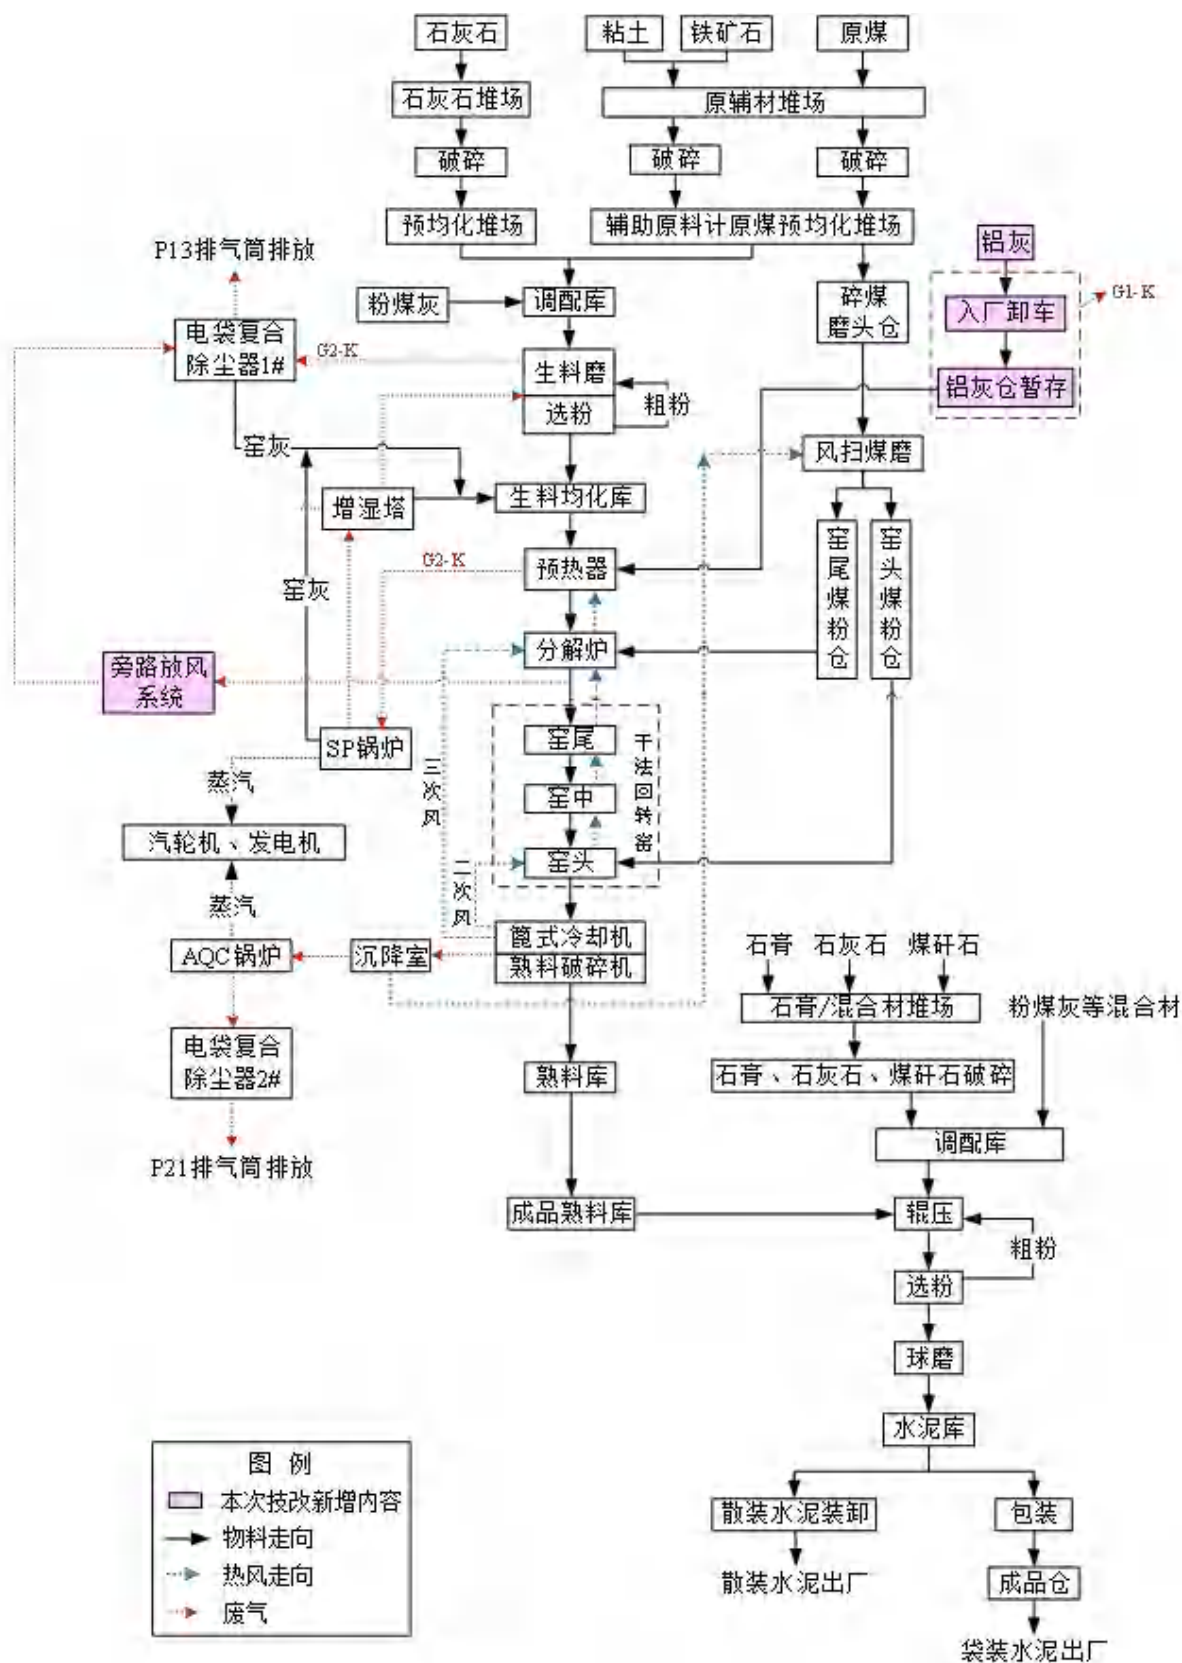 石灰石
粘土
铁矿石
原煤
石灰石堆场
原辅材堆场
破碎
破碎
破碎
预均化堆场
辅助原料计原煤预均化堆场
铝灰
P13排气筒排放
粉煤灰
调配库
碎煤
磨头仓
入厂卸车
G1-K
电袋复合
除尘器1#
G2-K
生料磨
选粉
粗粉
铝灰仓暂存
窑灰
风扫煤磨
增湿塔
生料均化库
窑灰
G2-K
预热器
窑尾煤粉仓
窑头煤粉仓
分解炉
旁路放风
系统
SP锅炉
窑尾
干法回转窑
三次风
蒸汽
窑中
汽轮机、发电机
窑头
二次风
蒸汽
AQC锅炉
沉降室
篦式冷却机
熟料破碎机
石膏
石灰石
煤矸石
石膏/混合材堆场
粉煤灰等混合材
电袋复合
除尘器2#
熟料库
石膏、石灰石、煤矸石破碎
调配库
P21排气筒排放
成品熟料库
辊压
粗粉
选粉
球磨
水泥库
图 例
本次技改新增内容
物料走向
热风走向
废气
散装水泥装卸
包装
散装水泥出厂
成品仓
袋装水泥出厂